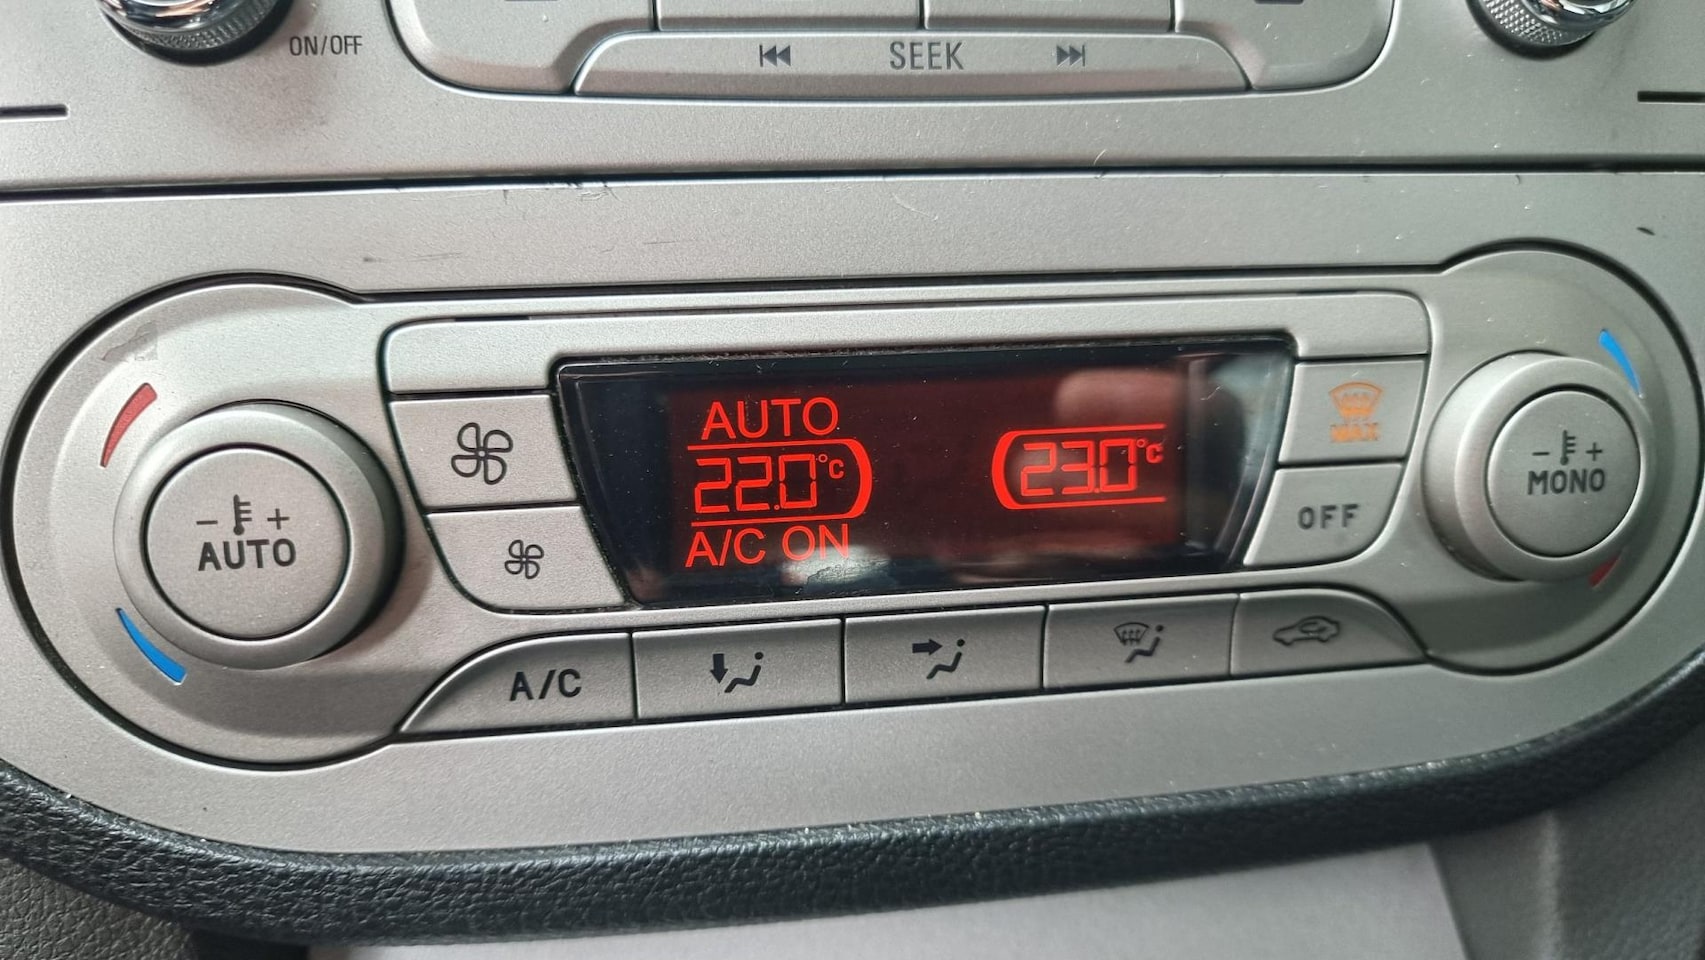 ON/OFF
SEEK
AUTO
22.0°C
23.0°C
A/C ON
AUTO
MAX
OFF
MONO
A/C